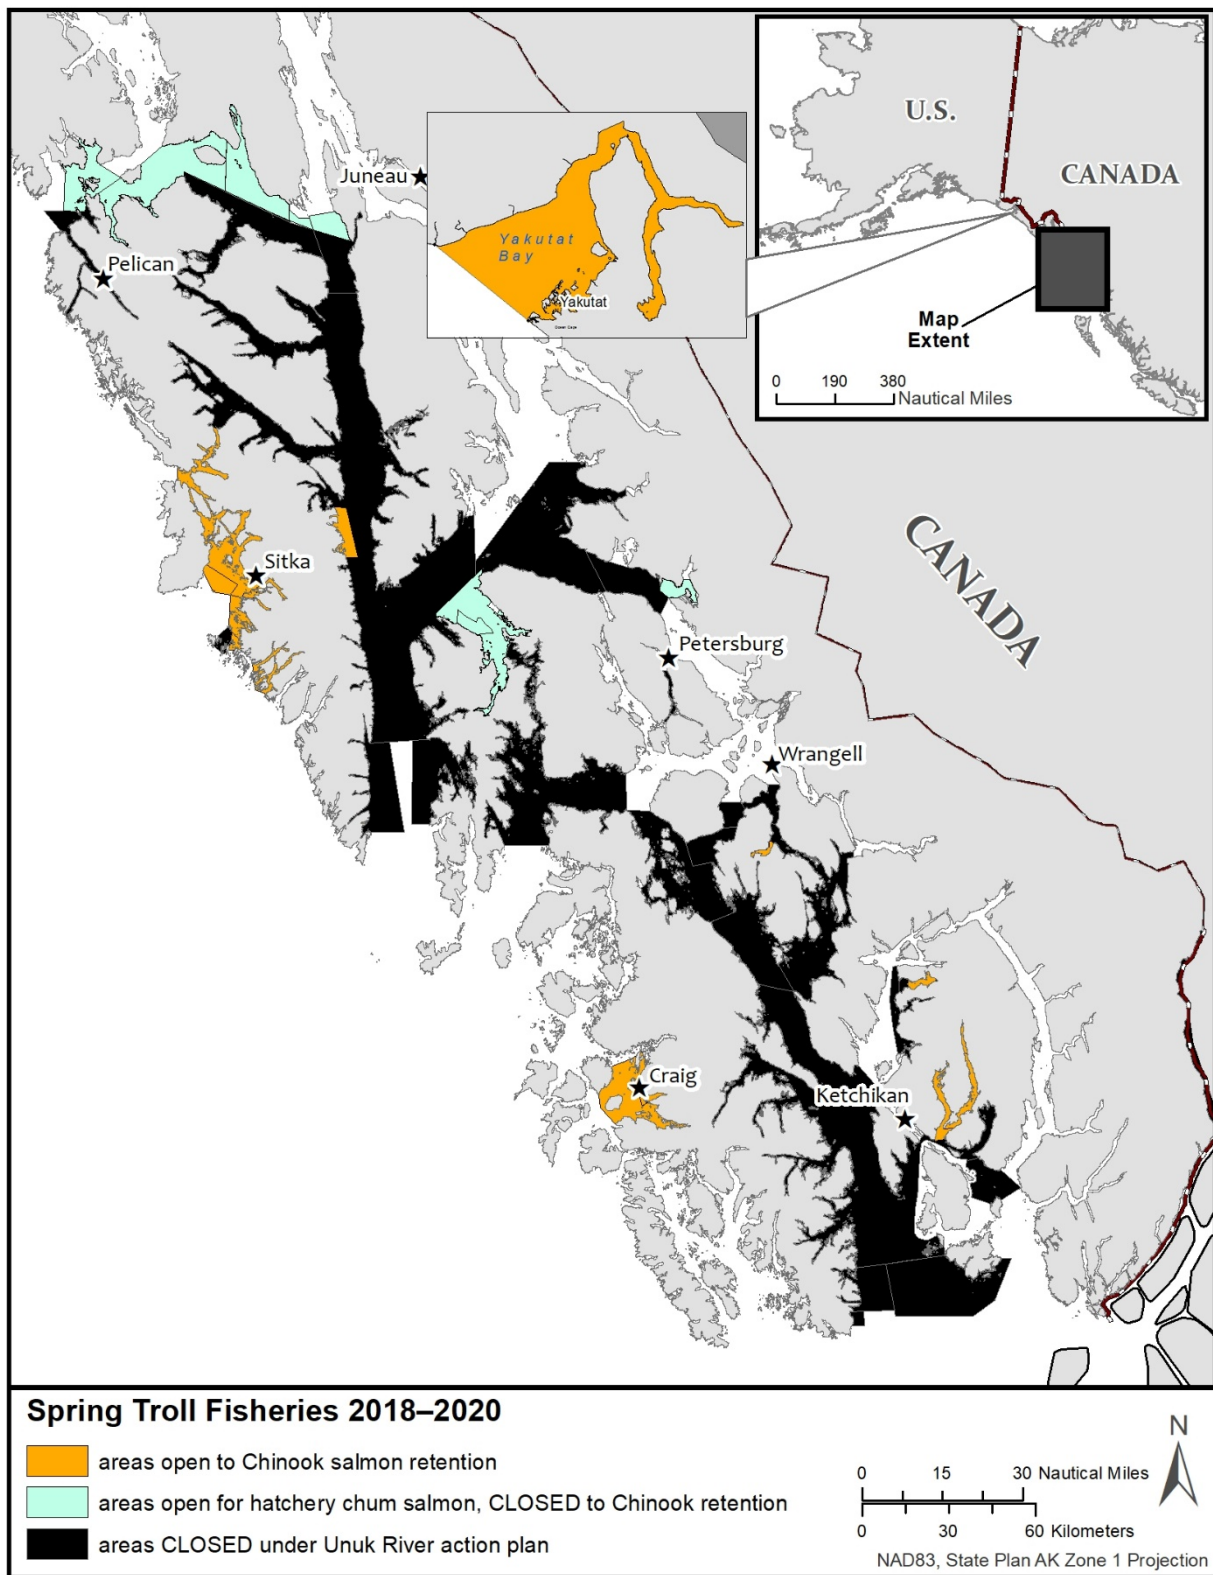 U.S.
CANADA
Map
Extent
0 190 380
Nautical Miles
Juneau
Yakutat
Bay
Yakutat
Pelican
CANADA
Sitka
Petersburg
Wrangell
Craig
Ketchikan
Spring Troll Fisheries 2018–2020
areas open to Chinook salmon retention
areas open for hatchery chum salmon, CLOSED to Chinook retention
areas CLOSED under Unuk River action plan
N
0 15 30 Nautical Miles
0 30 60 Kilometers
NAD83, State Plan AK Zone 1 Projection